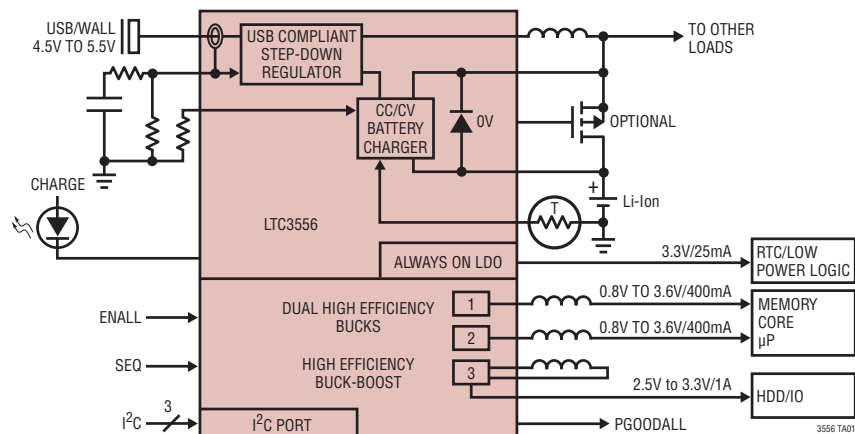 USB/WALL
4.5V TO 5.5V
USB COMPLIANT
STEP-DOWN
REGULATOR
TO OTHER
LOADS
CC/CV
BATTERY
CHARGER
0V
OPTIONAL
CHARGE
+
Li-Ion
T
LTC3556
ALWAYS ON LDO
3.3V/25mA
RTC/LOW
POWER LOGIC
ENALL
DUAL HIGH EFFICIENCY
BUCKS
1
0.8V TO 3.6V/400mA
2
0.8V TO 3.6V/400mA
MEMORY
CORE
µP
SEQ
HIGH EFFICIENCY
BUCK-BOOST
3
2.5V to 3.3V/1A
HDD/IO
I2C
3
I2C PORT
PGOODALL
3556 TA01